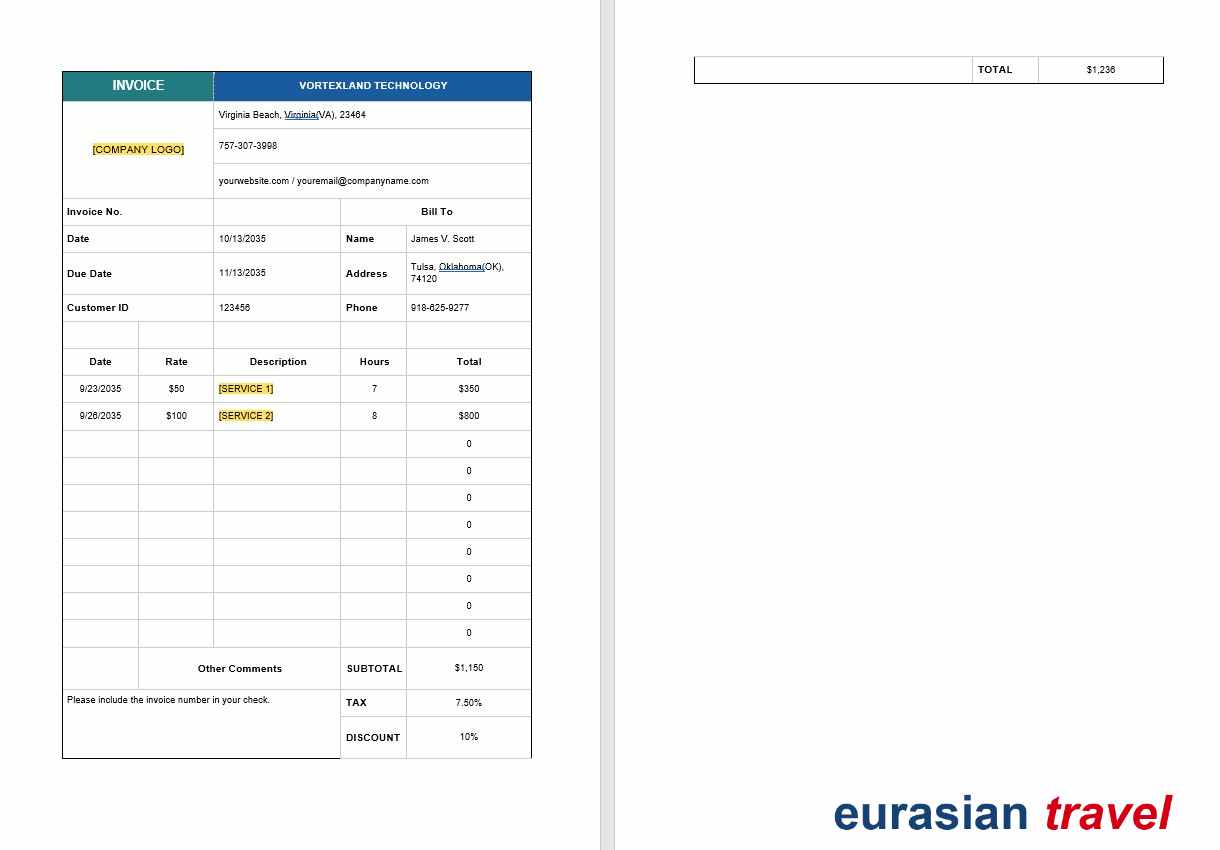 INVOICE VORTEXLAND TECHNOLOGY
[COMPANY LOGO]
Virginia Beach, Virginia(VA), 23464
757-307-3998
yourwebsite.com / youremail@companyname.com
Invoice No. Bill To
Date 10/13/2035 Name James V. Scott
Due Date 11/13/2035 Address Tulsa, Oklahoma(OK),
74120
Customer ID 123456 Phone 918-625-9277
Date Rate Description Hours Total
9/23/2035 $50 [SERVICE 1] 7 $350
9/26/2035 $100 [SERVICE 2] 8 $800
0
0
0
0
0
0
0
0
Other Comments SUBTOTAL $1,150
Please include the invoice number in your check. TAX 7.50%
DISCOUNT 10%
TOTAL $1,236
eurasian travel